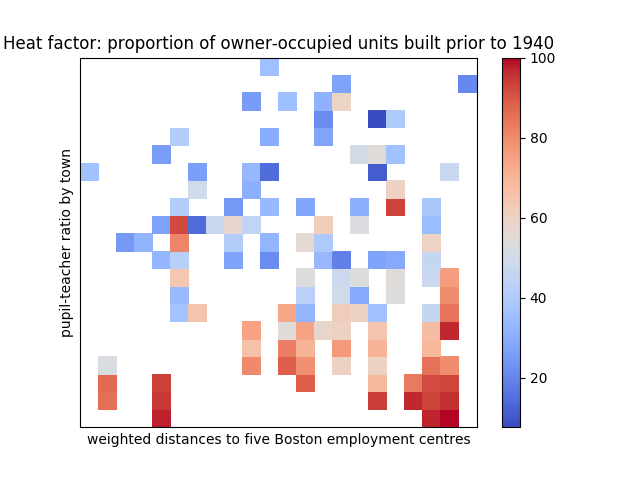 Heat factor: proportion of owner-occupied units built prior to 1940
pupil-teacher ratio by town
weighted distances to five Boston employment centres
100
80
60
40
20